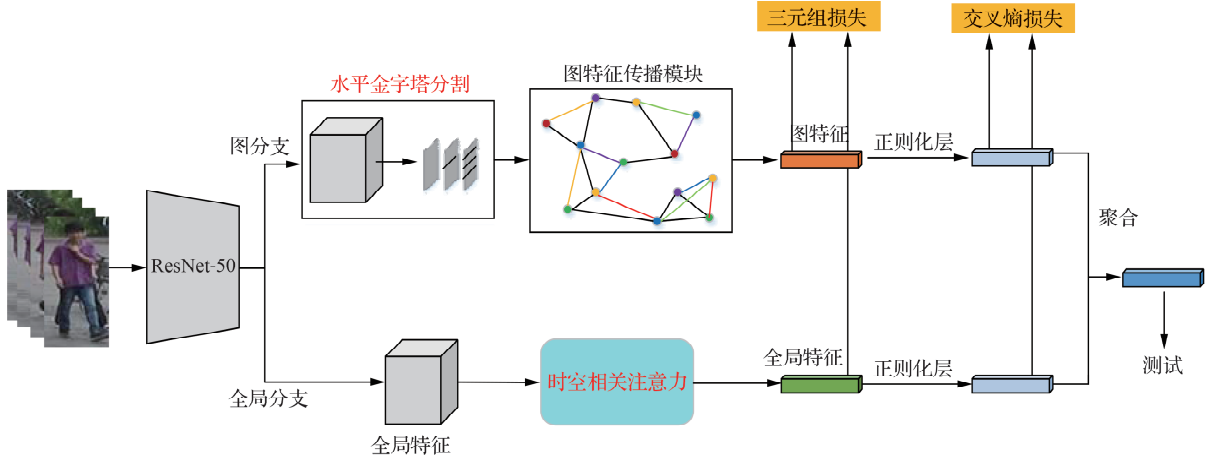 三元组损失
交叉熵损失
水平金字塔分割
图特征传播模块
图分支
图特征
正则化层
ResNet-50
聚合
全局分支
全局特征
时空相关注意力
全局特征
正则化层
测试